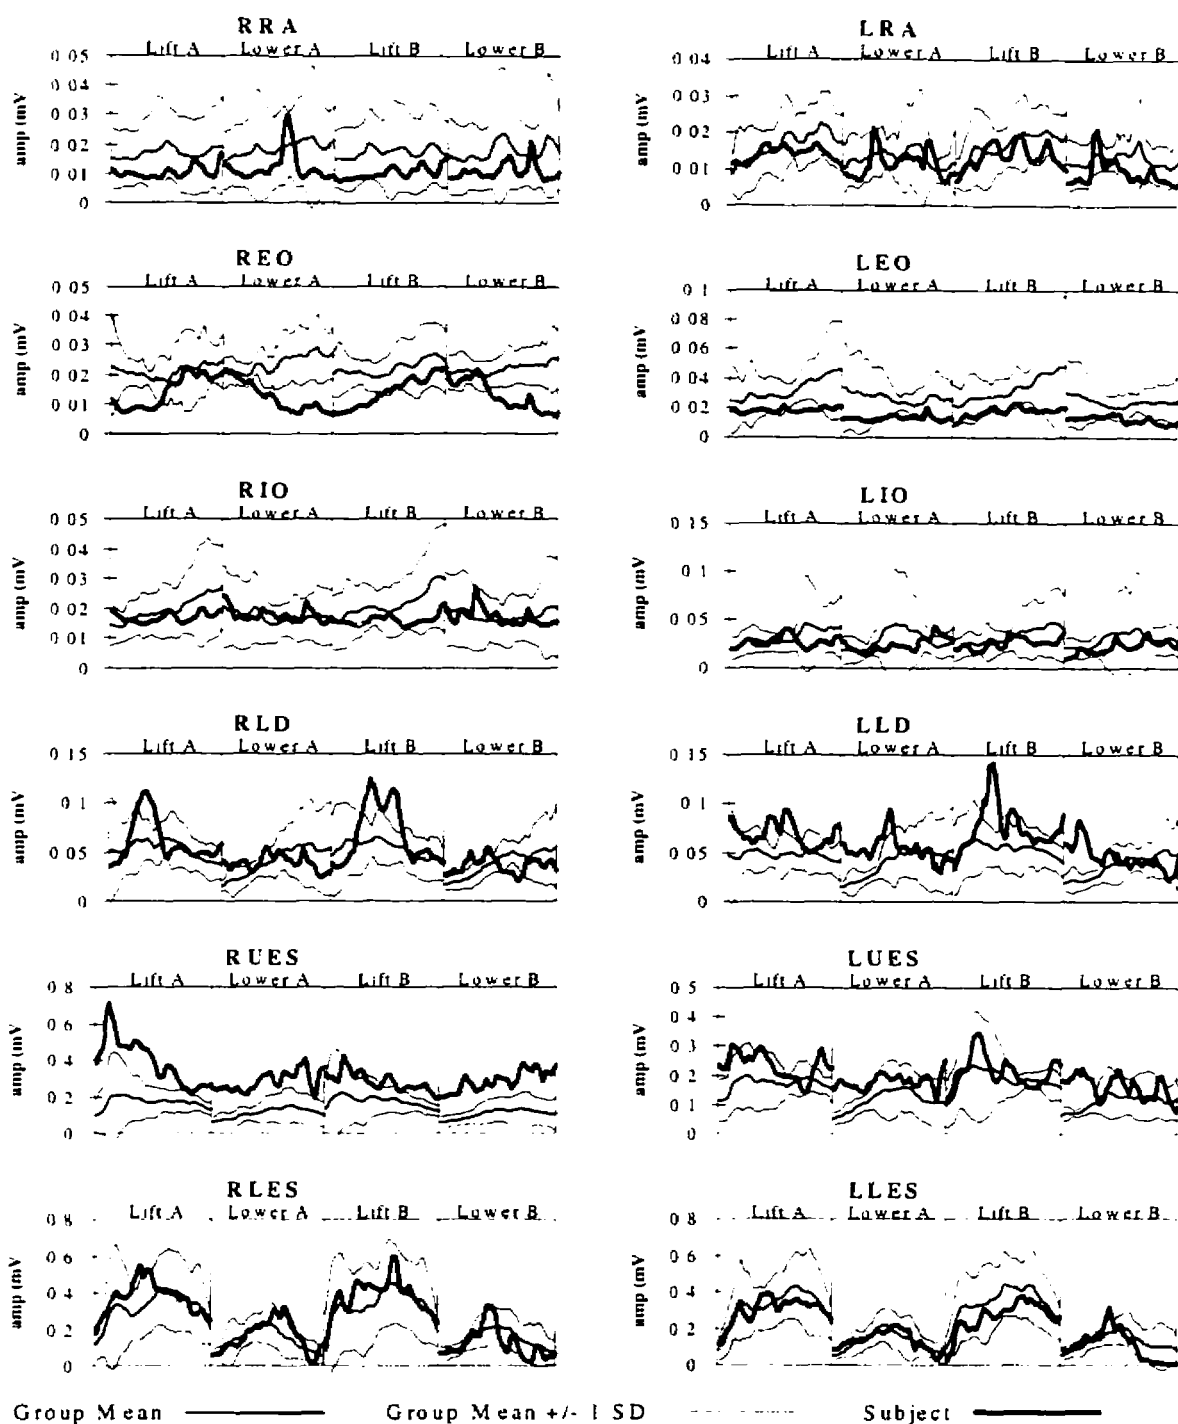 RRA
Lift A Lower A Lift B Lower B
0 05
0 04
0 03
0 02
0 01
0
amp (mV
LRA
Lift A Lower A Lift B Lower B
0 04
0 03
0 02
0 01
0
amp (mV
REO
Lift A Lower A Lift B Lower B
0 05
0 04
0 03
0 02
0 01
0
amp (mV
LEO
Lift A Lower A Lift B Lower B
0 1
0 08
0 06
0 04
0 02
0
amp (mV
RIO
Lift A Lower A Lift B Lower B
0 05
0 04
0 03
0 02
0 01
0
amp (mV
LIO
Lift A Lower A Lift B Lower B
0 15
0 1
0 05
0
amp (mV
RLD
Lift A Lower A Lift B Lower B
0 15
0 1
0 05
0
amp (mV
LLD
Lift A Lower A Lift B Lower B
0 15
0 1
0 05
0
amp (mV
RUES
Lift A Lower A Lift B Lower B
0 8
0 6
0 4
0 2
0
amp (mV
LUES
Lift A Lower A Lift B Lower B
0 5
0 4
0 3
0 2
0 1
0
amp (mV
RLES
Lift A Lower A Lift B Lower B
0 8
0 6
0 4
0 2
0
amp (mV
LLES
Lift A Lower A Lift B Lower B
0 8
0 6
0 4
0 2
0
amp (mV
Group Mean Group Mean +/- 1 SD Subject